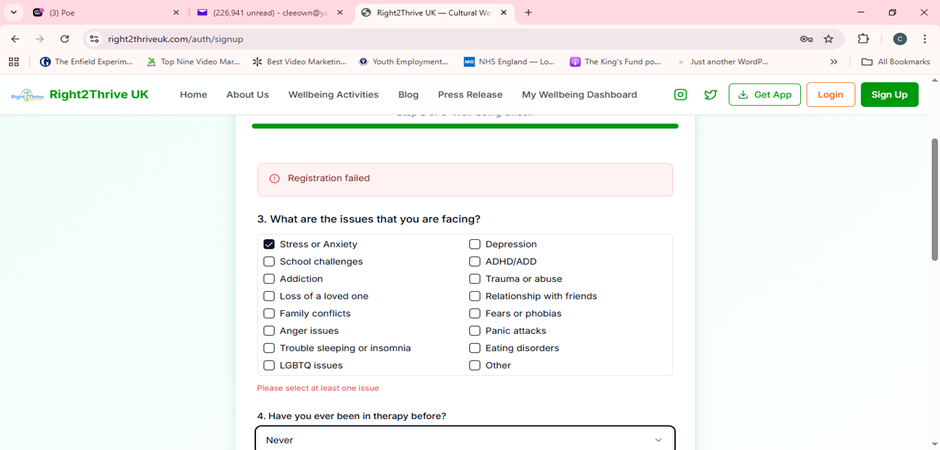 (3) Poe
(226,941 unread) - cleeown@ya
Right2Thrive UK — Cultural We
right2thriveuk.com/auth/signup
The Enfield Experim...
Top Nine Video Mar...
Best Video Marketin...
Youth Employment...
NHS England — Lo...
The King's Fund po...
Just another WordP...
All Bookmarks
Right2Thrive UK
Home
About Us
Wellbeing Activities
Blog
Press Release
My Wellbeing Dashboard
Get App
Login
Sign Up
Registration failed
3. What are the issues that you are facing?
Stress or Anxiety
Depression
School challenges
ADHD/ADD
Addiction
Trauma or abuse
Loss of a loved one
Relationship with friends
Family conflicts
Fears or phobias
Anger issues
Panic attacks
Trouble sleeping or insomnia
Eating disorders
LGBTQ issues
Other
Please select at least one issue
4. Have you ever been in therapy before?
Never